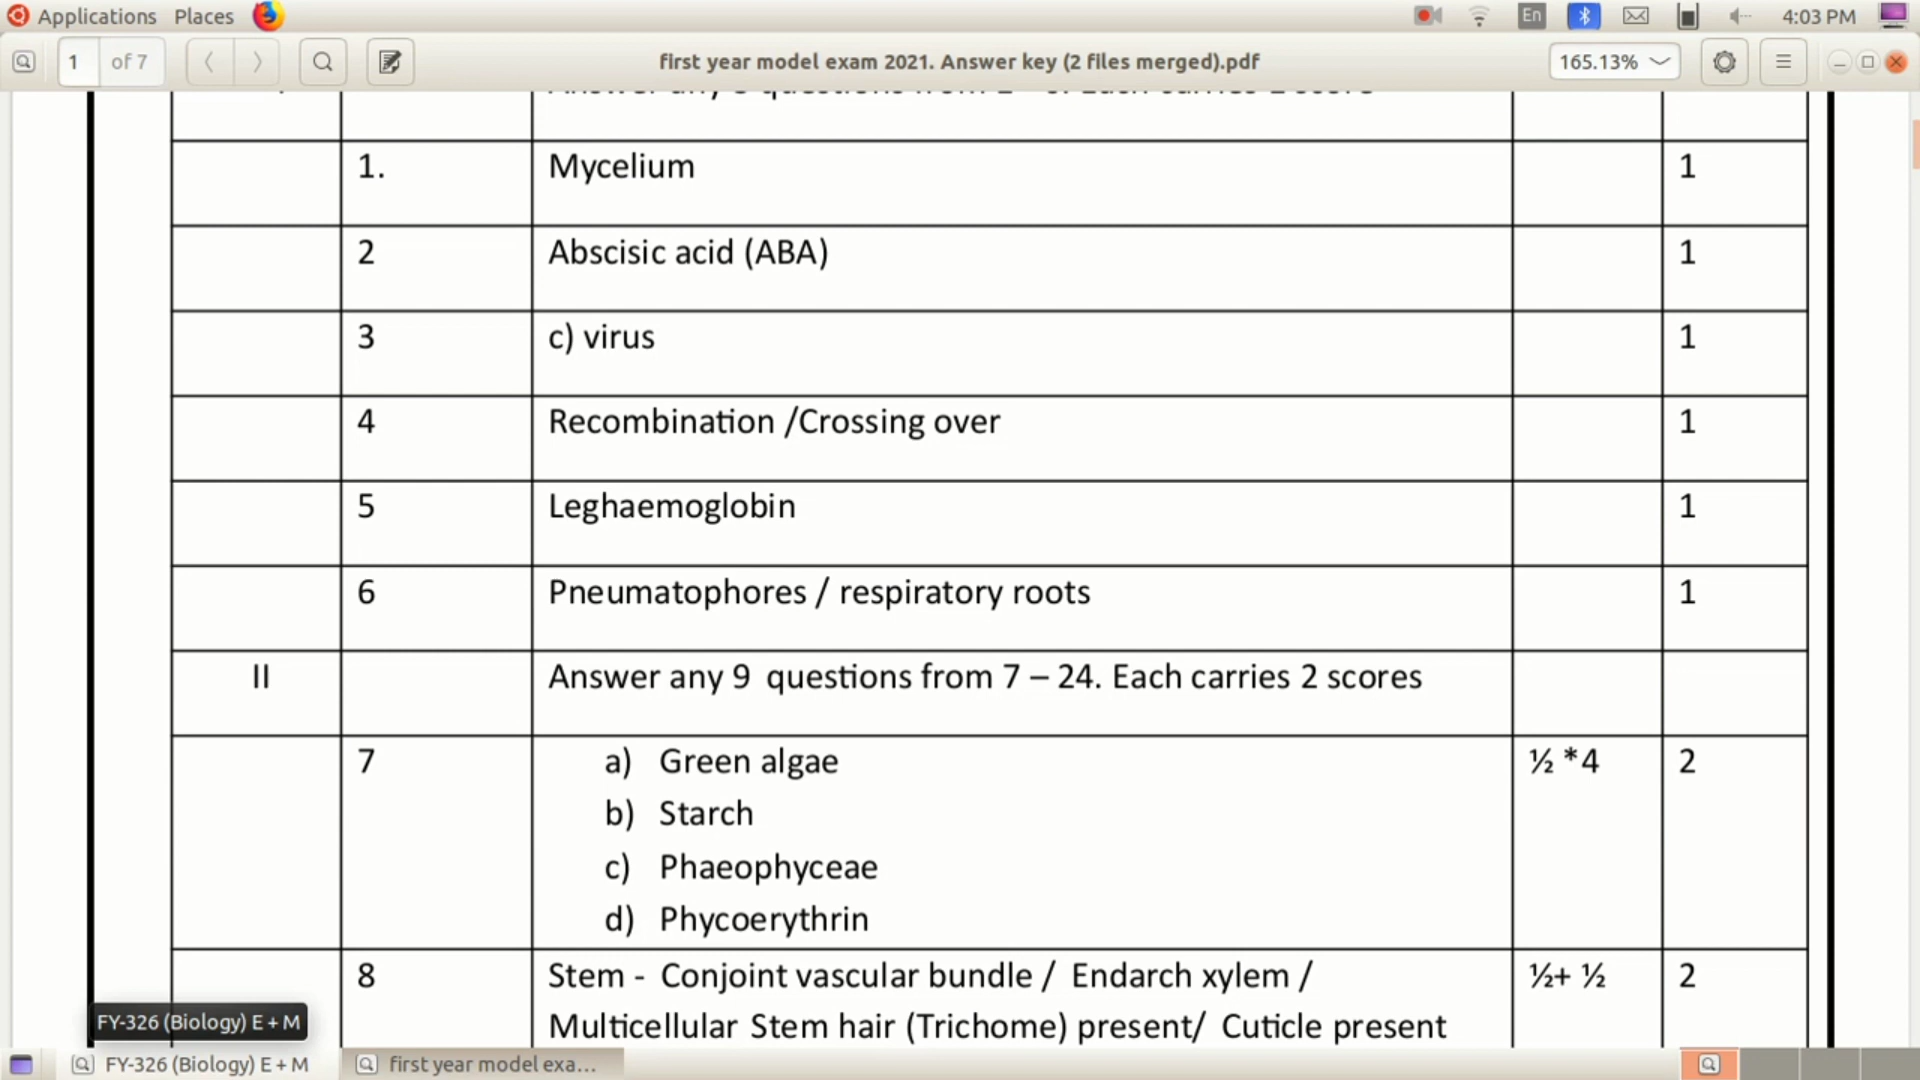 Applications Places En 4:03 PM
1 of 7 first year model exam 2021. Answer key (2 files merged).pdf 165.13%
1. Mycelium 1
2 Abscisic acid (ABA) 1
3 c) virus 1
4 Recombination /Crossing over 1
5 Leghaemoglobin 1
6 Pneumatophores / respiratory roots 1
II Answer any 9 questions from 7 – 24. Each carries 2 scores
7 a) Green algae ½ *4 2
b) Starch
c) Phaeophyceae
d) Phycoerythrin
8 Stem - Conjoint vascular bundle / Endarch xylem / ½+ ½ 2
Multicellular Stem hair (Trichome) present/ Cuticle present
FY-326 (Biology) E + M
FY-326 (Biology) E + M first year model exa...